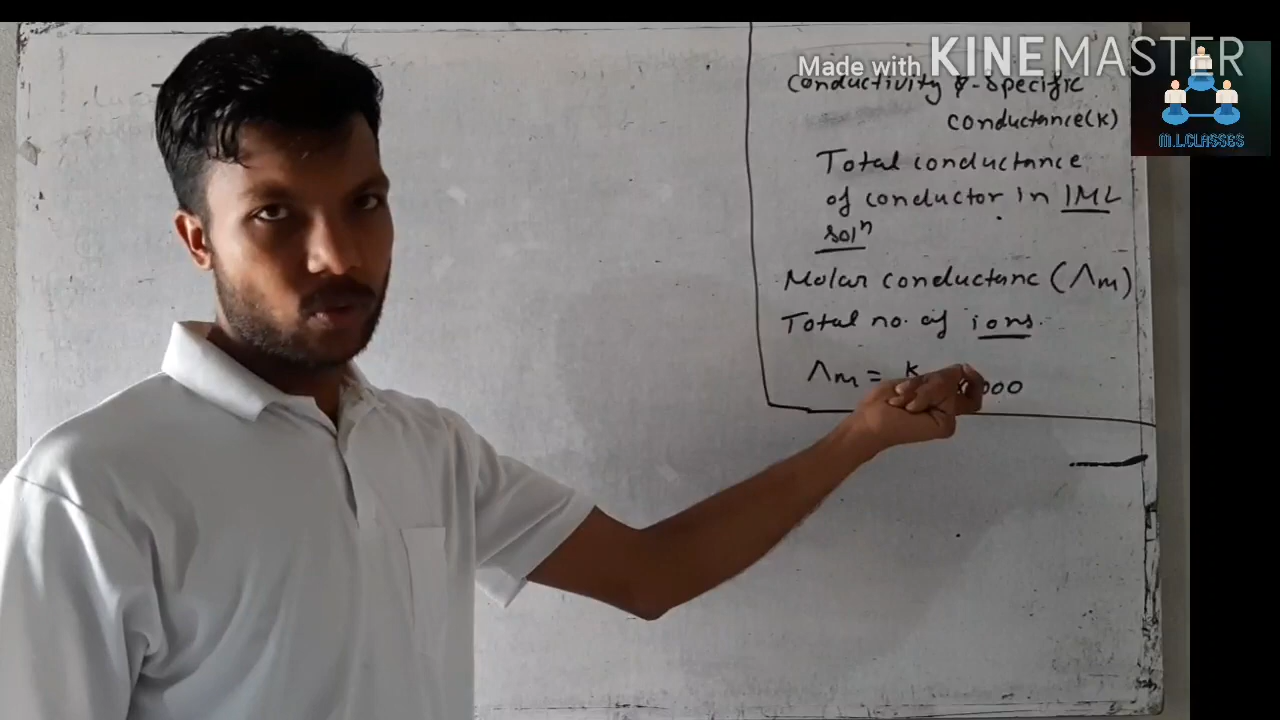 Made with KINEMASTER
M.L.CLASSES
conductivity & specific
conductance(K)
Total conductance
of conductor in 1ML
solⁿ
Molar conductanc (Λm)
Total no. of ions.
Λm = K 000